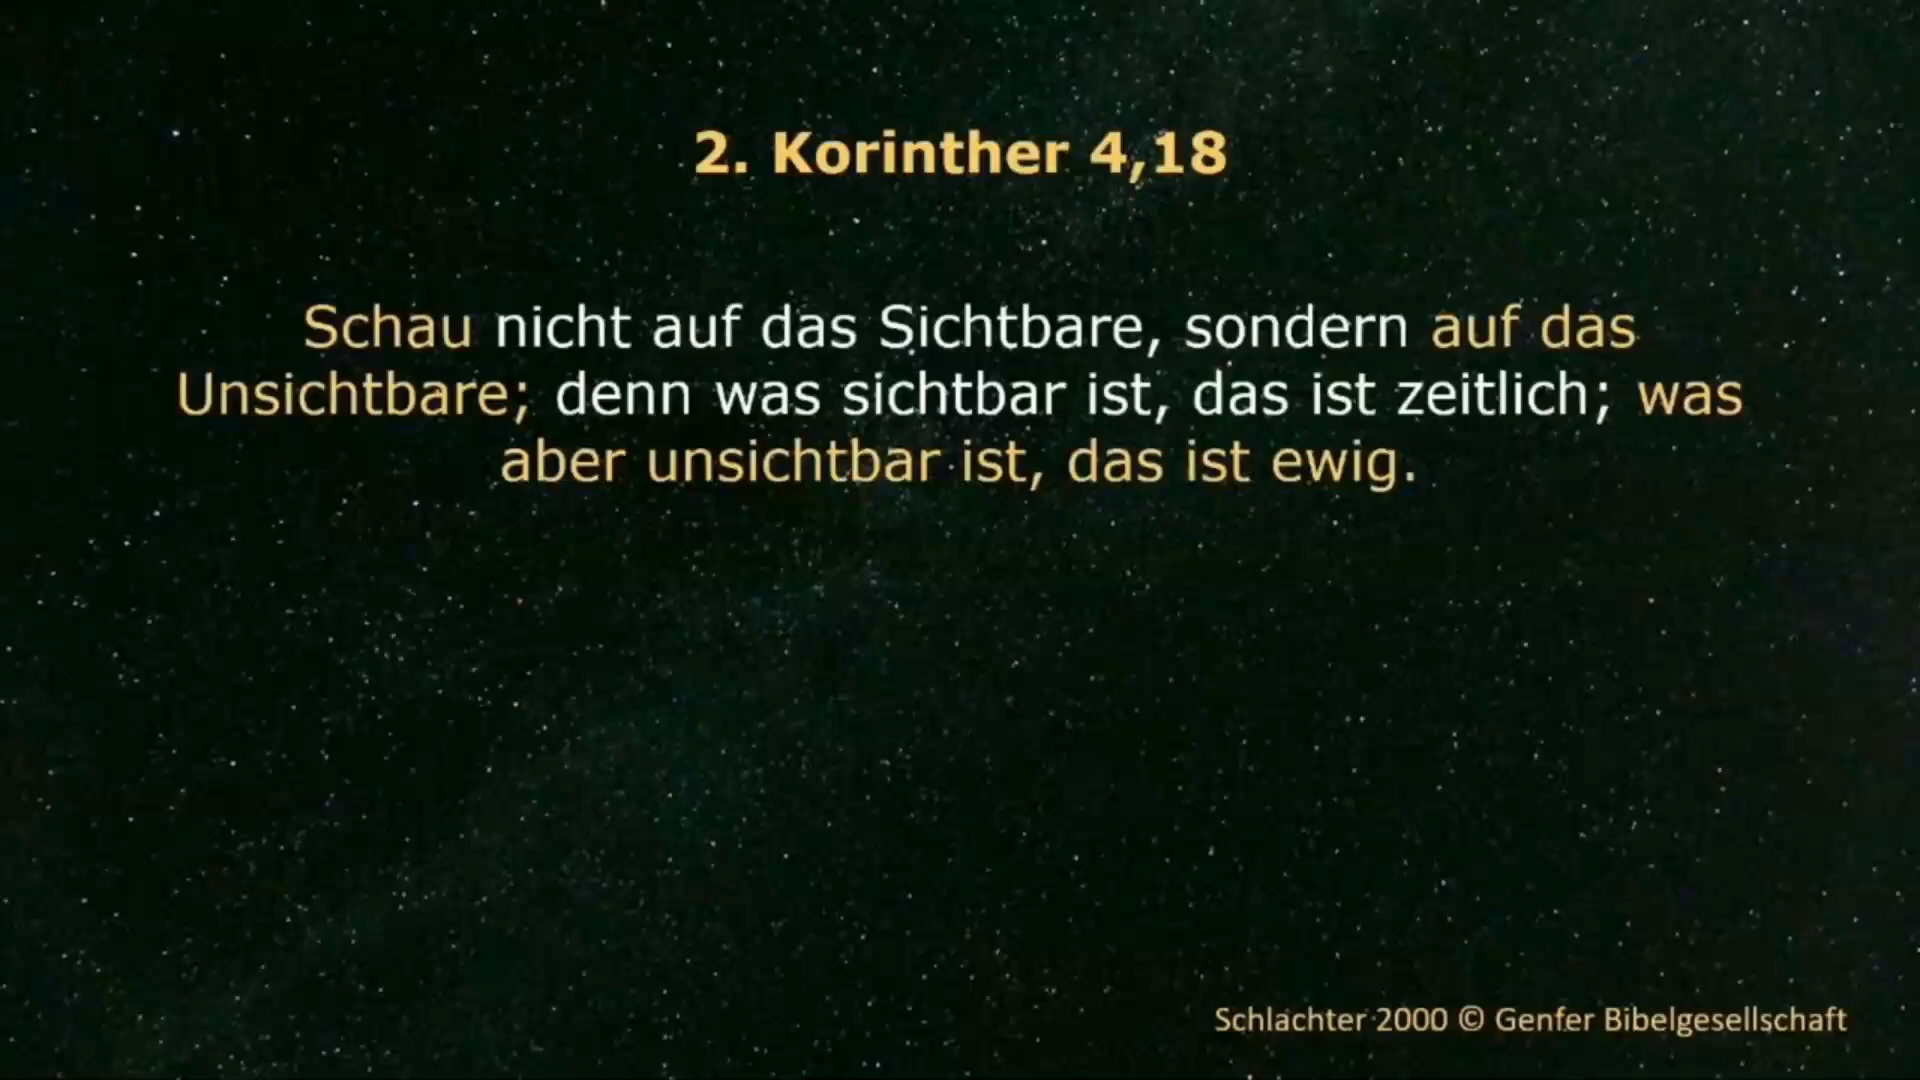 2. Korinther 4,18
Schau nicht auf das Sichtbare, sondern auf das
Unsichtbare; denn was sichtbar ist, das ist zeitlich; was
aber unsichtbar ist, das ist ewig.
Schlachter 2000 © Genfer Bibelgesellschaft